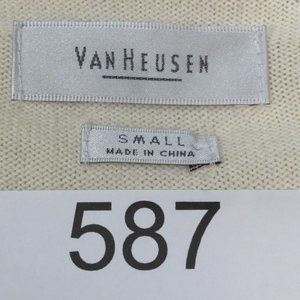 VAN HEUSEN
SMALL
MADE IN CHINA
587